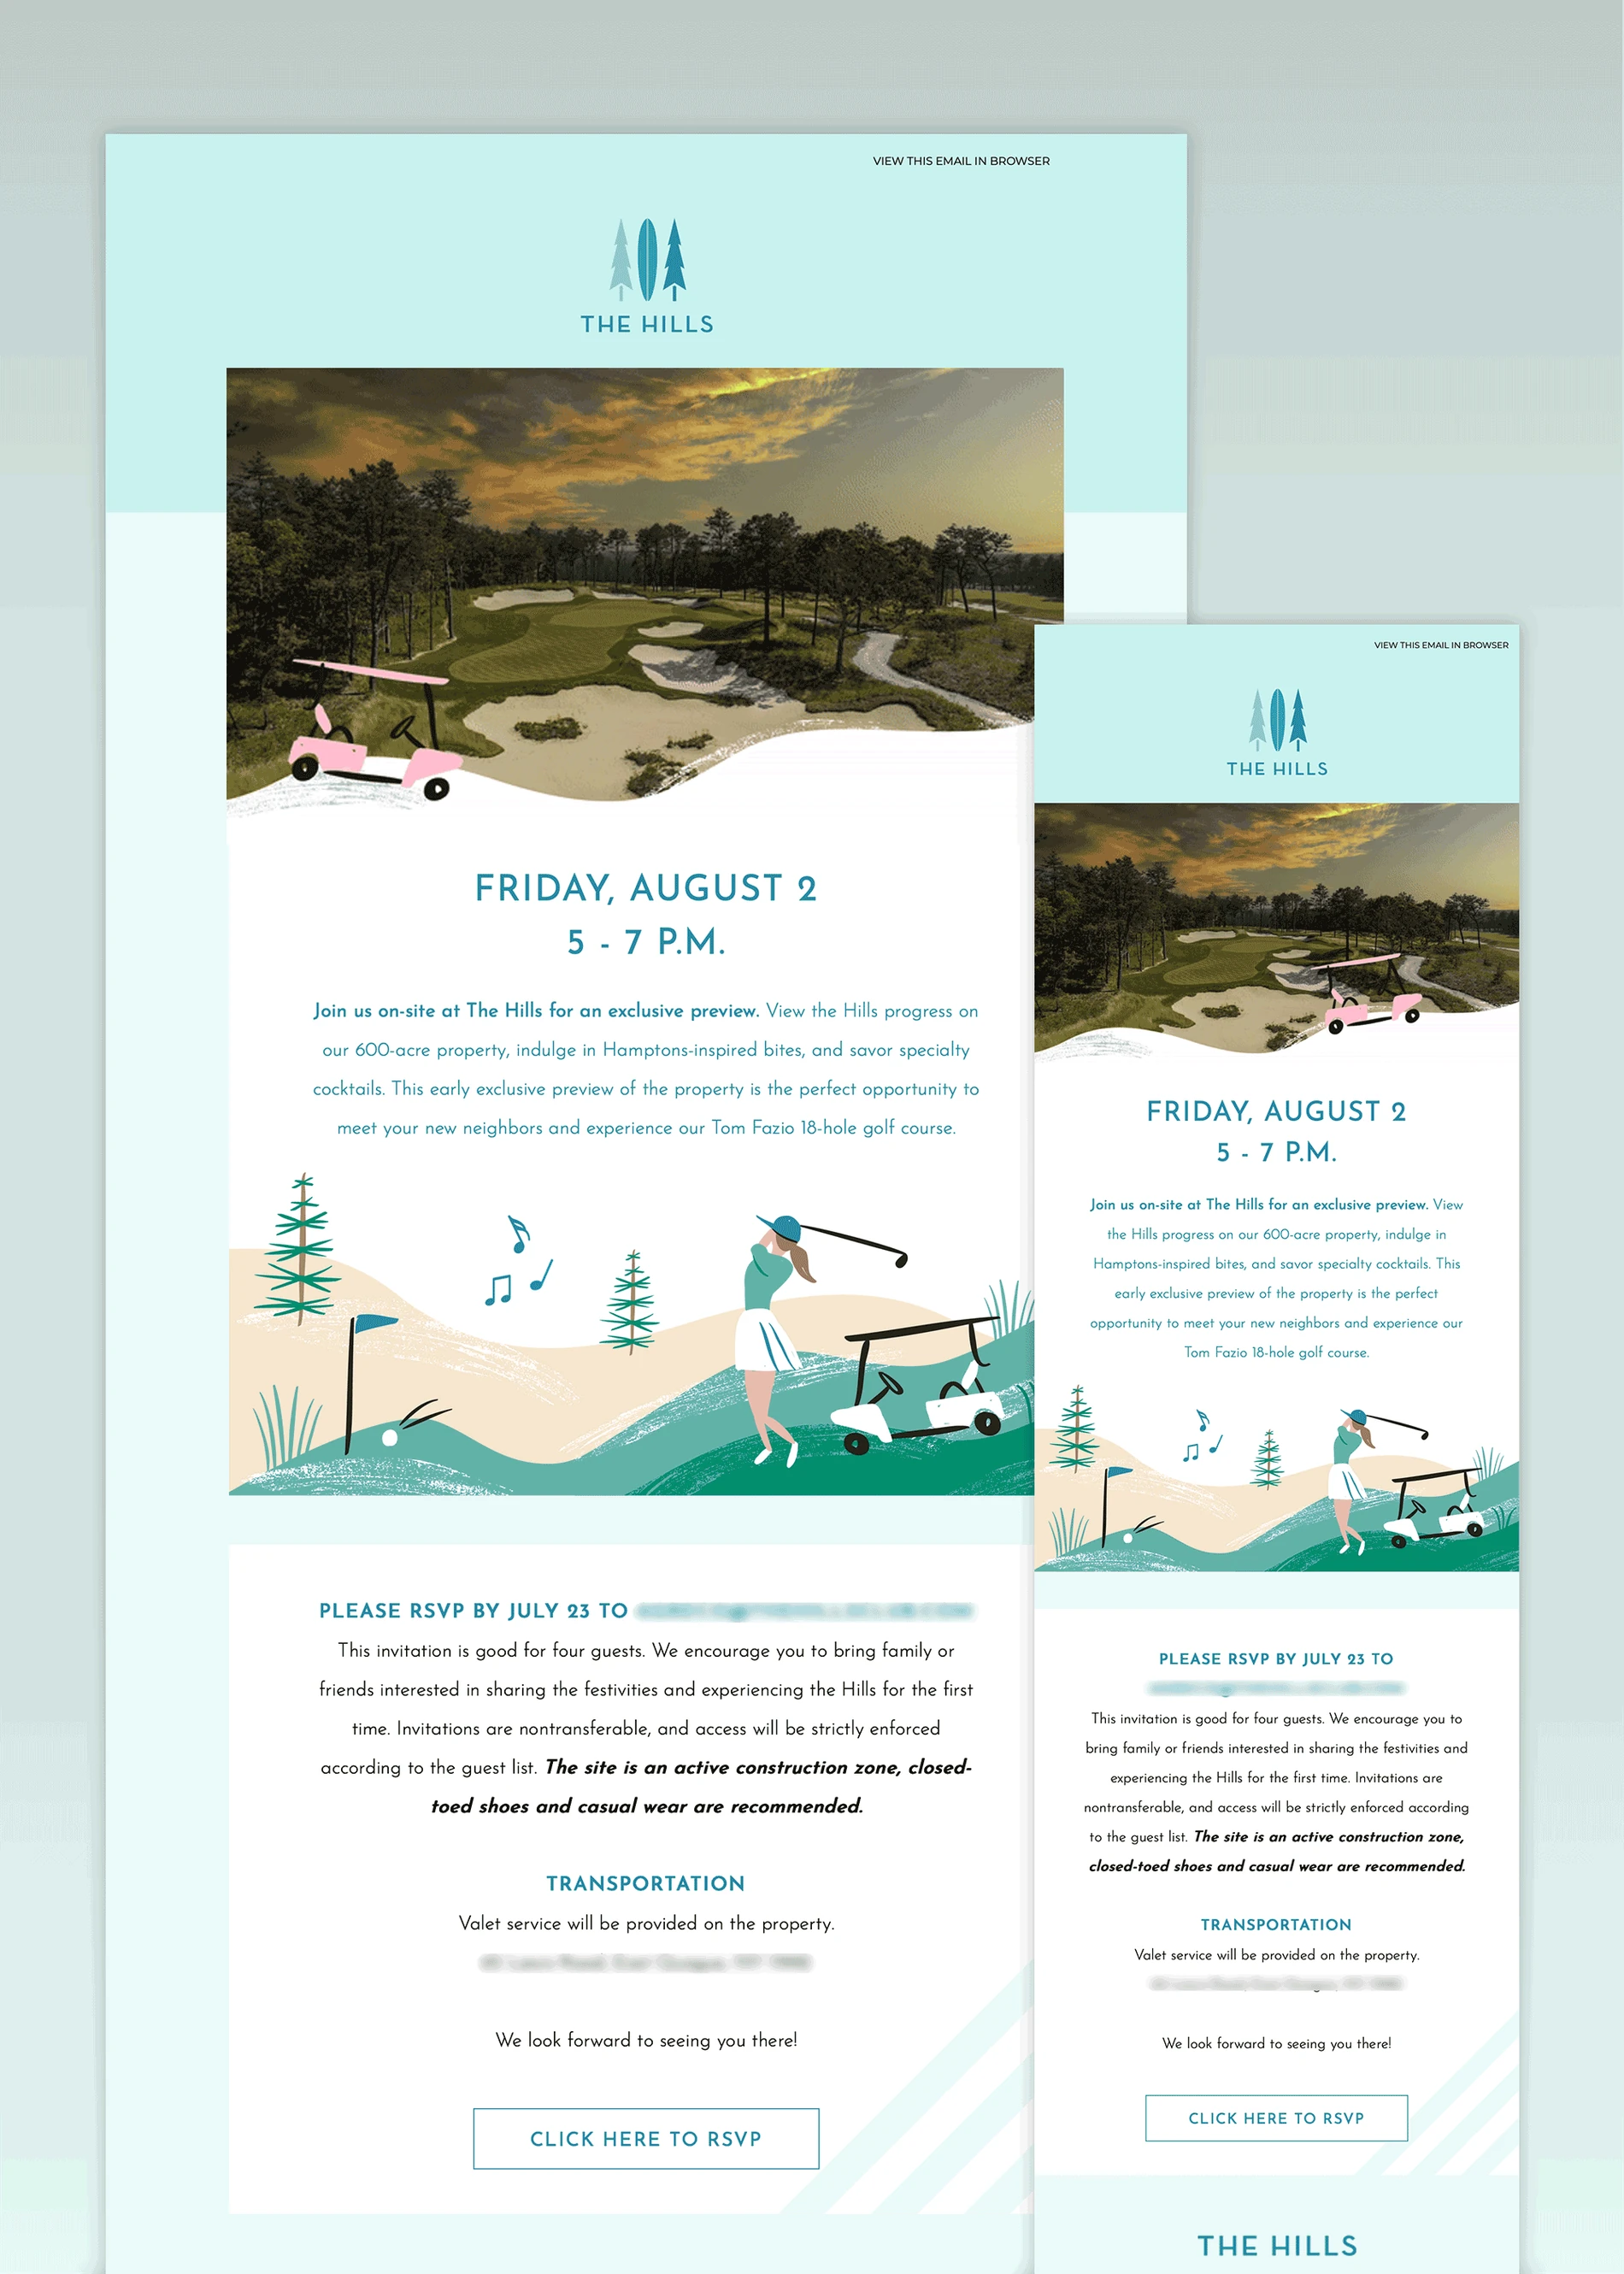 VIEW THIS EMAIL IN BROWSER
THE HILLS
FRIDAY, AUGUST 2
5 - 7 P.M.
Join us on-site at The Hills for an exclusive preview. View the Hills progress on
our 600-acre property, indulge in Hamptons-inspired bites, and savor specialty
cocktails. This early exclusive preview of the property is the perfect opportunity to
meet your new neighbors and experience our Tom Fazio 18-hole golf course.
PLEASE RSVP BY JULY 23 TO
This invitation is good for four guests. We encourage you to bring family or
friends interested in sharing the festivities and experiencing the Hills for the first
time. Invitations are nontransferable, and access will be strictly enforced
according to the guest list. The site is an active construction zone, closed-
toed shoes and casual wear are recommended.
TRANSPORTATION
Valet service will be provided on the property.
We look forward to seeing you there!
CLICK HERE TO RSVP
VIEW THIS EMAIL IN BROWSER
THE HILLS
FRIDAY, AUGUST 2
5 - 7 P.M.
Join us on-site at The Hills for an exclusive preview. View
the Hills progress on our 600-acre property, indulge in
Hamptons-inspired bites, and savor specialty cocktails. This
early exclusive preview of the property is the perfect
opportunity to meet your new neighbors and experience our
Tom Fazio 18-hole golf course.
PLEASE RSVP BY JULY 23 TO
This invitation is good for four guests. We encourage you to
bring family or friends interested in sharing the festivities and
experiencing the Hills for the first time. Invitations are
nontransferable, and access will be strictly enforced according
to the guest list. The site is an active construction zone,
closed-toed shoes and casual wear are recommended.
TRANSPORTATION
Valet service will be provided on the property.
We look forward to seeing you there!
CLICK HERE TO RSVP
THE HILLS